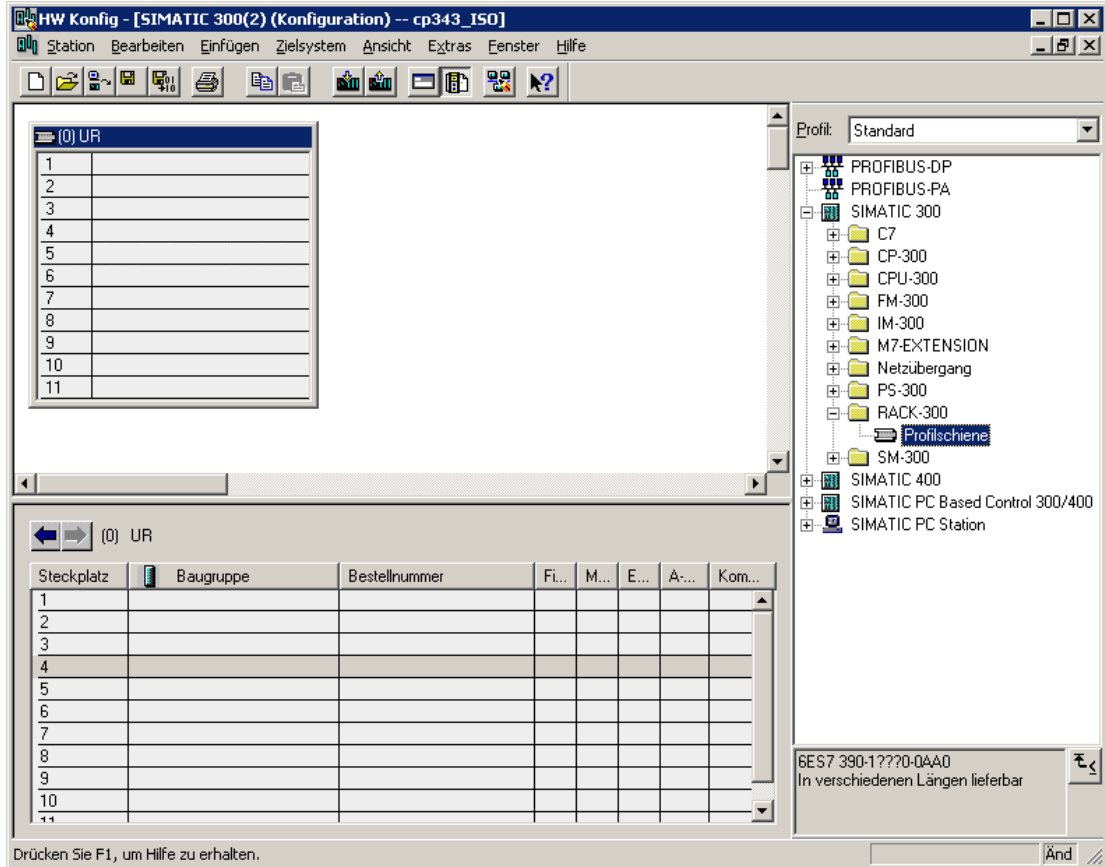 HW Konfig - [SIMATIC 300(2) (Konfiguration) -- cp343_ISO]
Station Bearbeiten Einfügen Zielsystem Ansicht Extras Fenster Hilfe
(0) UR
1
2
3
4
5
6
7
8
9
10
11
Profil: Standard
PROFIBUS-DP
PROFIBUS-PA
SIMATIC 300
C7
CP-300
CPU-300
FM-300
IM-300
M7-EXTENSION
Netzübergang
PS-300
RACK-300
Profilschiene
SM-300
SIMATIC 400
SIMATIC PC Based Control 300/400
SIMATIC PC Station
(0) UR
Steckplatz Baugruppe Bestellnummer Fi... M... E... A-... Kom...
1
2
3
4
5
6
7
8
9
10
11
6ES7 390-1???0-0AA0
In verschiedenen Längen lieferbar
Drücken Sie F1, um Hilfe zu erhalten.
Änd